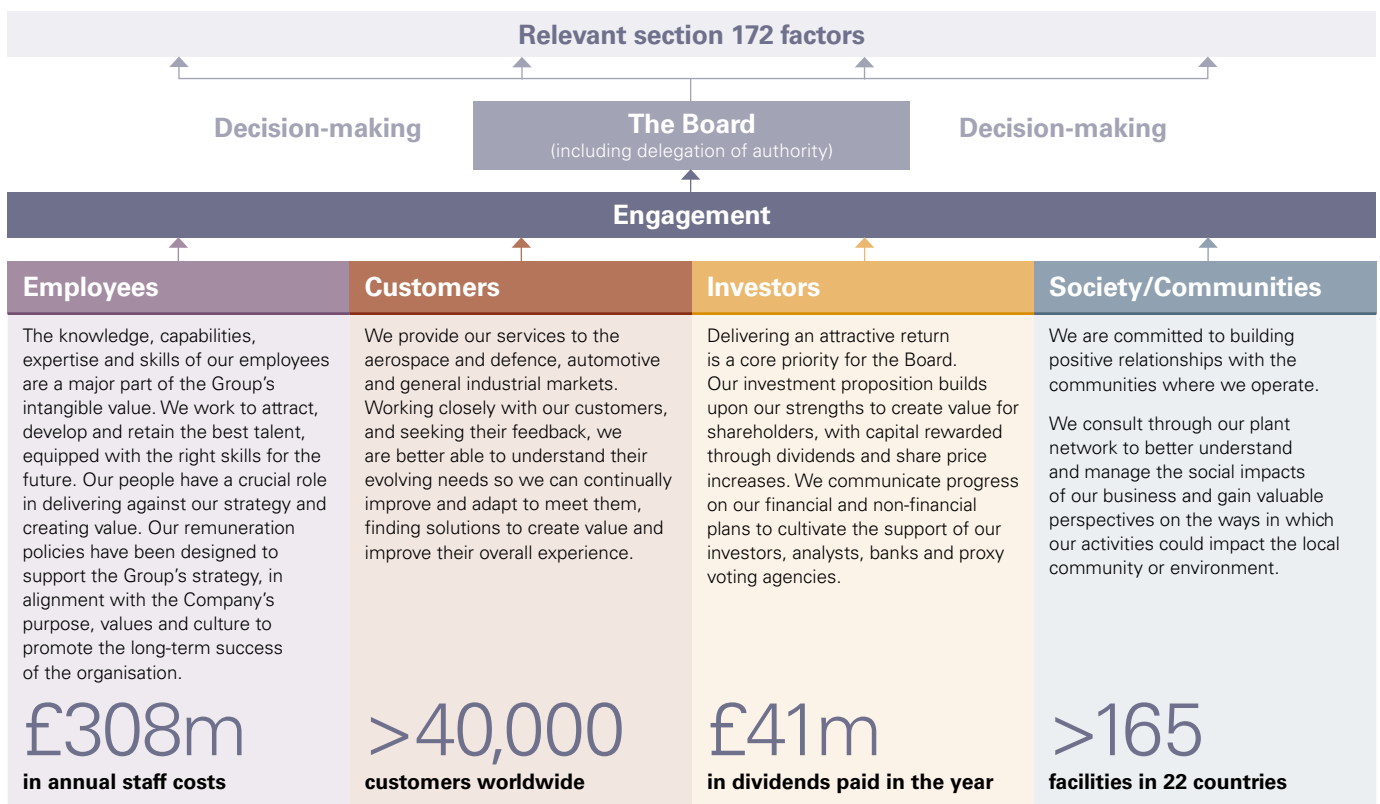 Relevant section 172 factors
Decision-making
The Board
(including delegation of authority)
Decision-making
Engagement
Employees
The knowledge, capabilities,
expertise and skills of our employees
are a major part of the Group's
intangible value. We work to attract,
develop and retain the best talent,
equipped with the right skills for the
future. Our people have a crucial role
in delivering against our strategy and
creating value. Our remuneration
policies have been designed to
support the Group's strategy, in
alignment with the Company's
purpose, values and culture to
promote the long-term success
of the organisation.
£308m
in annual staff costs
Customers
We provide our services to the
aerospace and defence, automotive
and general industrial markets.
Working closely with our customers,
and seeking their feedback, we
are better able to understand their
evolving needs so we can continually
improve and adapt to meet them,
finding solutions to create value and
improve their overall experience.
>40,000
customers worldwide
Investors
Delivering an attractive return
is a core priority for the Board.
Our investment proposition builds
upon our strengths to create value for
shareholders, with capital rewarded
through dividends and share price
increases. We communicate progress
on our financial and non-financial
plans to cultivate the support of our
investors, analysts, banks and proxy
voting agencies.
£41m
in dividends paid in the year
Society/Communities
We are committed to building
positive relationships with the
communities where we operate.
We consult through our plant
network to better understand
and manage the social impacts
of our business and gain valuable
perspectives on the ways in which
our activities could impact the local
community or environment.
>165
facilities in 22 countries